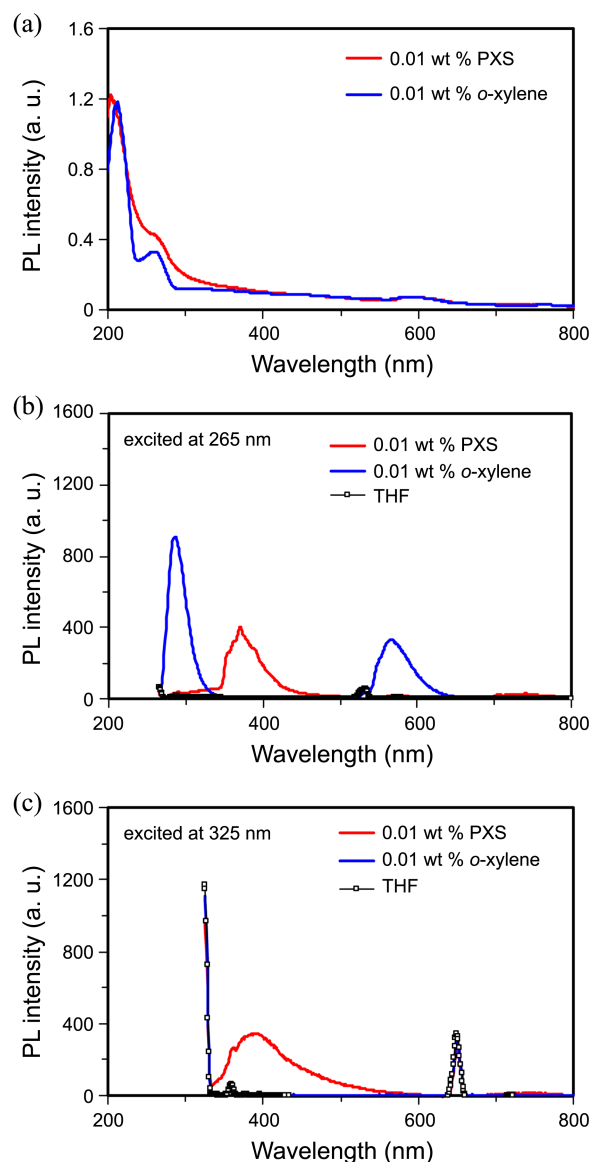 (a)
PL intensity (a. u.)
1.6
1.2
0.8
0.4
0
0.01 wt % PXS
0.01 wt % o-xylene
200 400 600 800
Wavelength (nm)
(b)
PL intensity (a. u.)
1600
1200
800
400
0
excited at 265 nm
0.01 wt % PXS
0.01 wt % o-xylene
THF
200 400 600 800
Wavelength (nm)
(c)
PL intensity (a. u.)
1600
1200
800
400
0
excited at 325 nm
0.01 wt % PXS
0.01 wt % o-xylene
THF
200 400 600 800
Wavelength (nm)